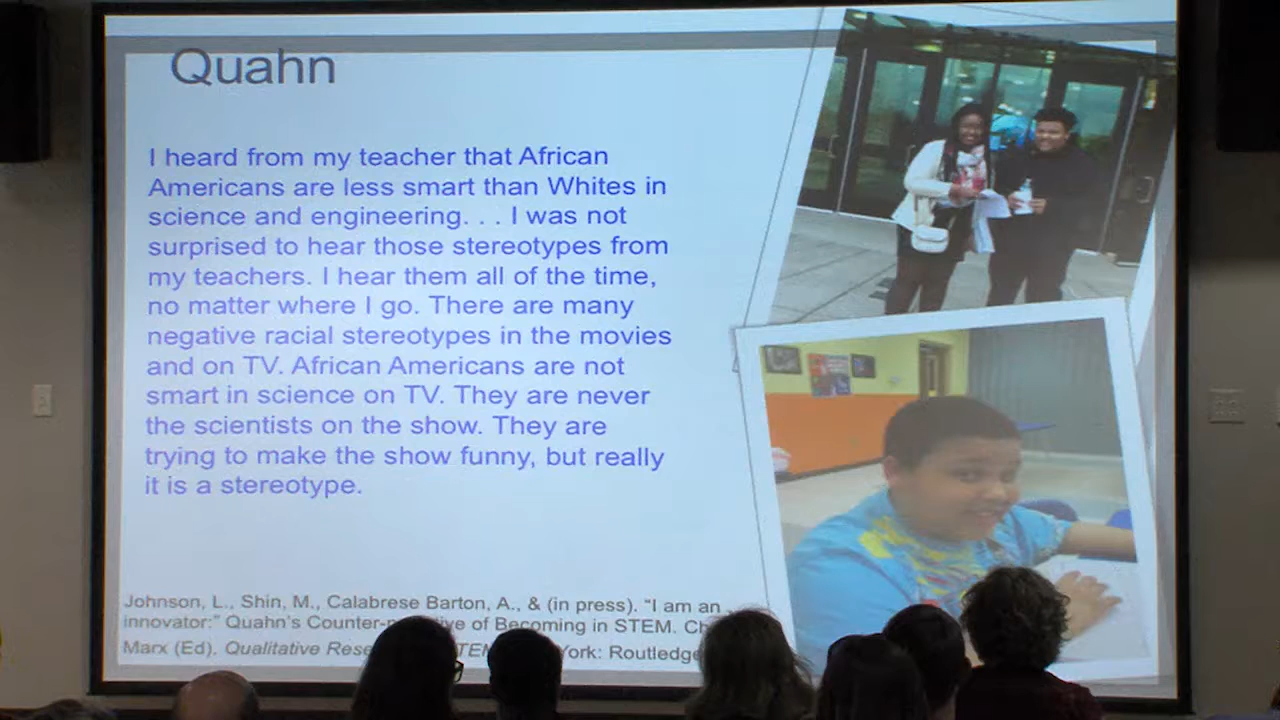 Quahn
I heard from my teacher that African
Americans are less smart than Whites in
science and engineering. . . I was not
surprised to hear those stereotypes from
my teachers. I hear them all of the time,
no matter where I go. There are many
negative racial stereotypes in the movies
and on TV. African Americans are not
smart in science on TV. They are never
the scientists on the show. They are
trying to make the show funny, but really
it is a stereotype.
Johnson, L., Shin, M., Calabrese Barton, A., & (in press). "I am an
innovator:" Quahn's of Becoming in STEM.
Marx (Ed). Qualitative Routledge